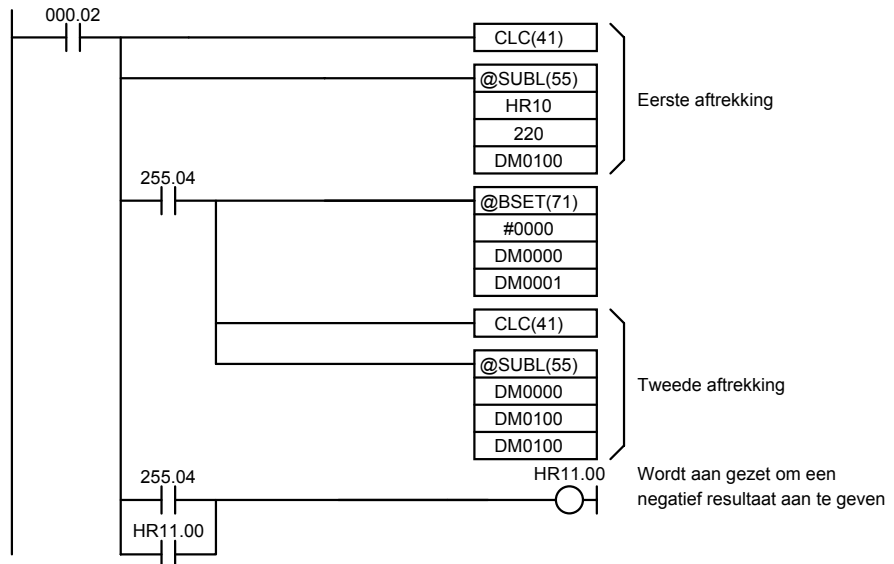 000.02
CLC(41)
@SUBL(55)
HR10
220
DM0100
Eerste aftrekking
255.04
@BSET(71)
#0000
DM0000
DM0001
CLC(41)
@SUBL(55)
DM0000
DM0100
DM0100
Tweede aftrekking
255.04
HR11.00
Wordt aan gezet om een
negatief resultaat aan te geven
HR11.00